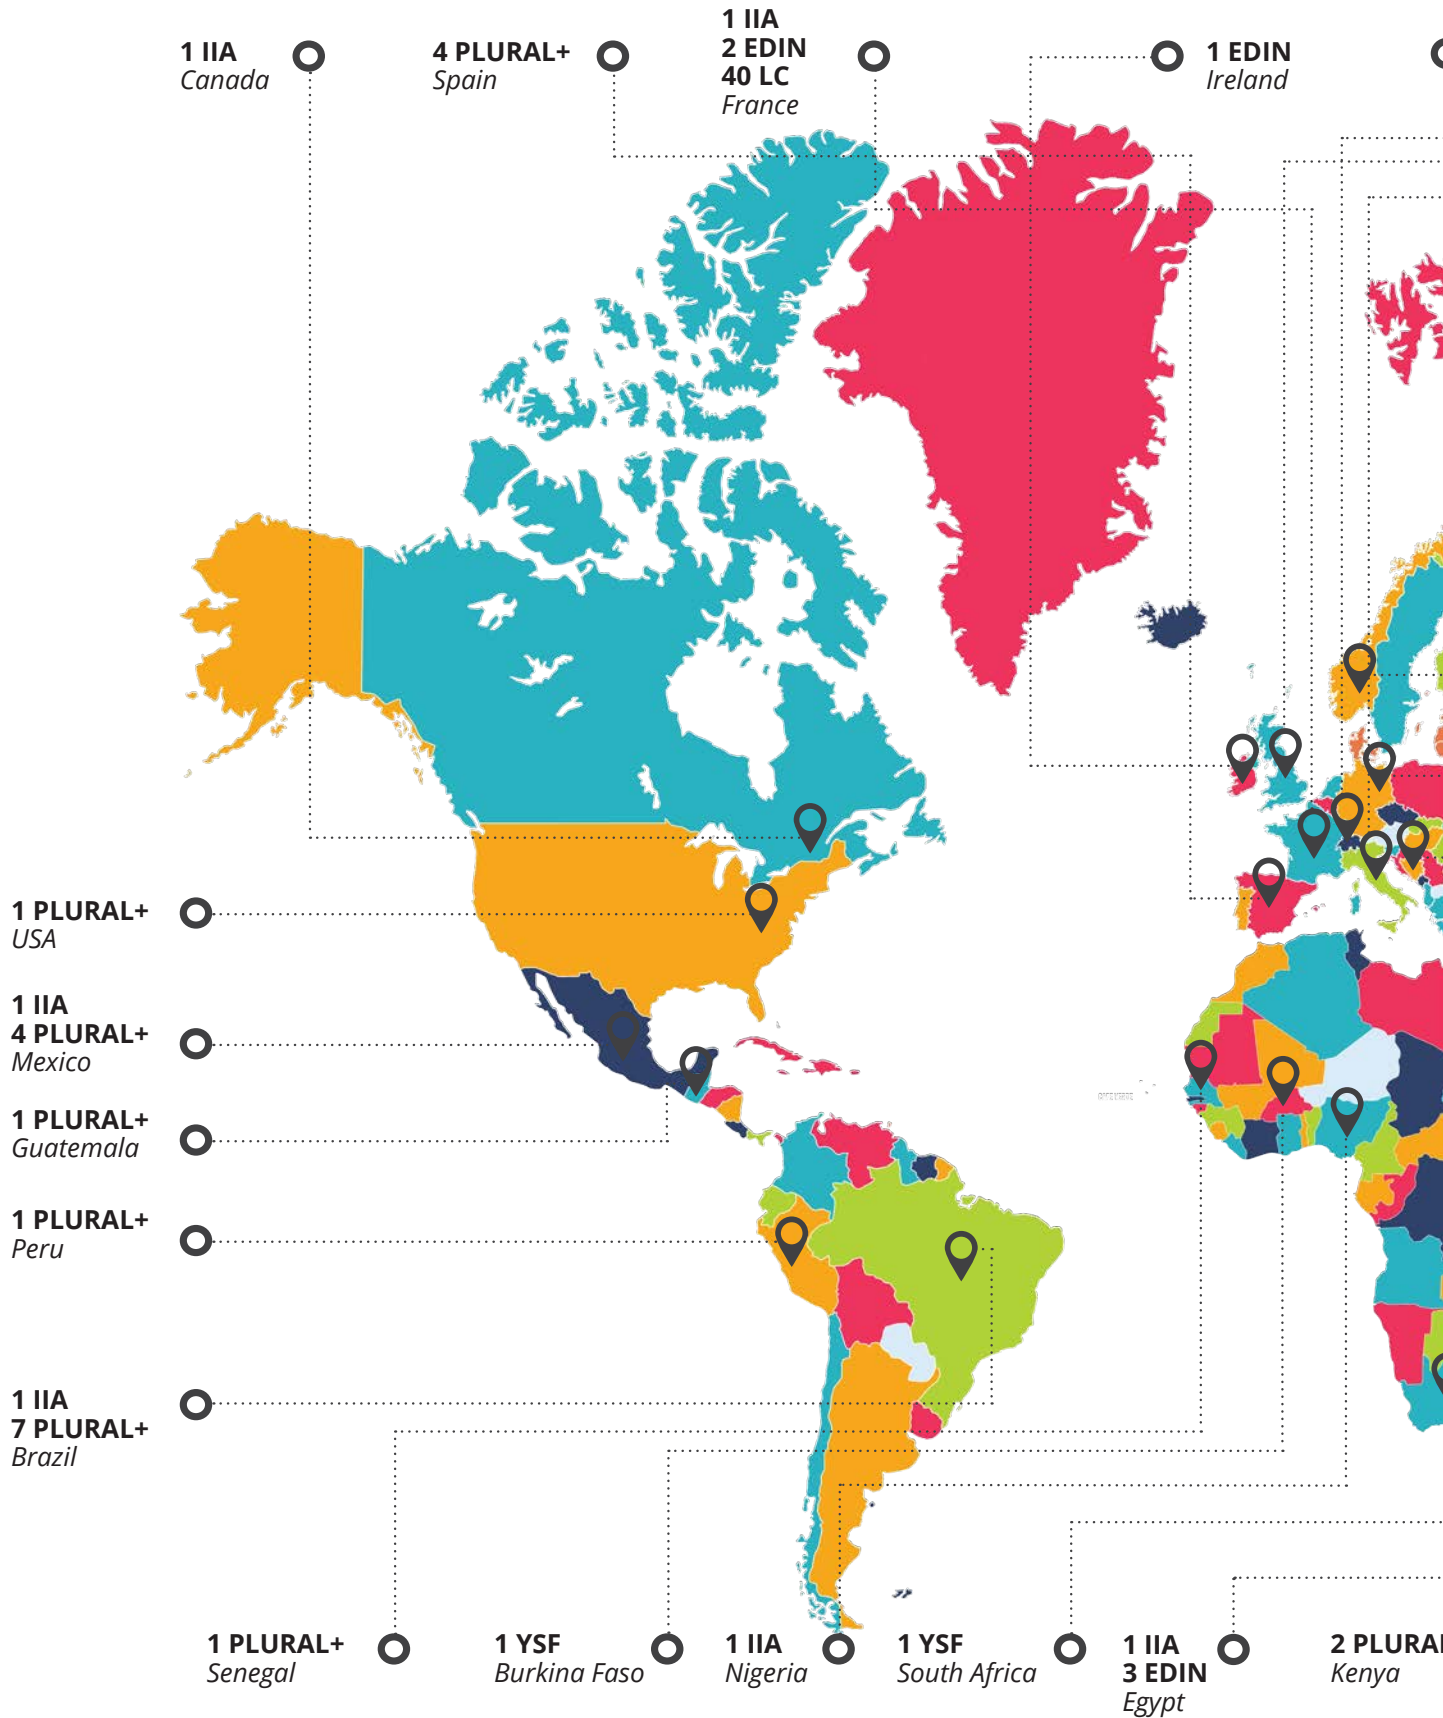 1 IIA
Canada
4 PLURAL+
Spain
1 IIA
2 EDIN
40 LC
France
1 EDIN
Ireland
1 PLURAL+
USA
1 IIA
4 PLURAL+
Mexico
1 PLURAL+
Guatemala
1 PLURAL+
Peru
1 IIA
7 PLURAL+
Brazil
1 PLURAL+
Senegal
1 YSF
Burkina Faso
1 IIA
Nigeria
1 YSF
South Africa
1 IIA
3 EDIN
Egypt
2 PLURAL
Kenya